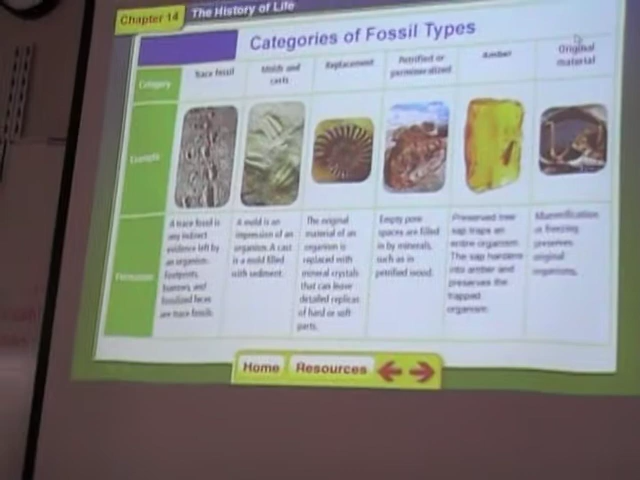 Chapter 14
The History of Life
Categories of Fossil Types
Category
Trace fossil
Molds and
casts
Replacement
Petrified or
permineralized
Amber
Original
material
Example
Formation
A trace fossil is
any indirect
evidence left by
an organism.
Footprints,
burrows, and
fossilized feces
are trace fossils.
A mold is an
impression of an
organism. A cast
is a mold filled
with sediment.
The original
material of an
organism is
replaced with
mineral crystals
that can leave
detailed replicas
of hard or soft
parts.
Empty pore
spaces are filled
in by minerals,
such as in
petrified wood.
Preserved tree
sap traps an
entire organism.
The sap hardens
into amber and
preserves the
trapped
organism.
Mummification
or freezing
preserves
original
organisms.
Home
Resources